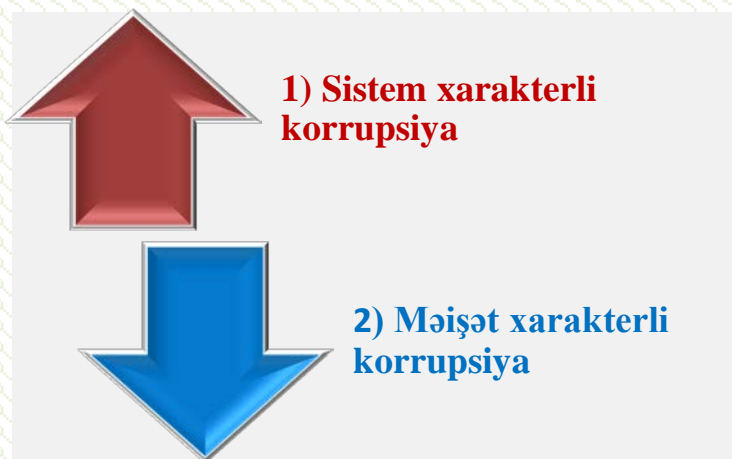 1) Sistem xarakterli
korrupsiya
2) Məişət xarakterli
korrupsiya